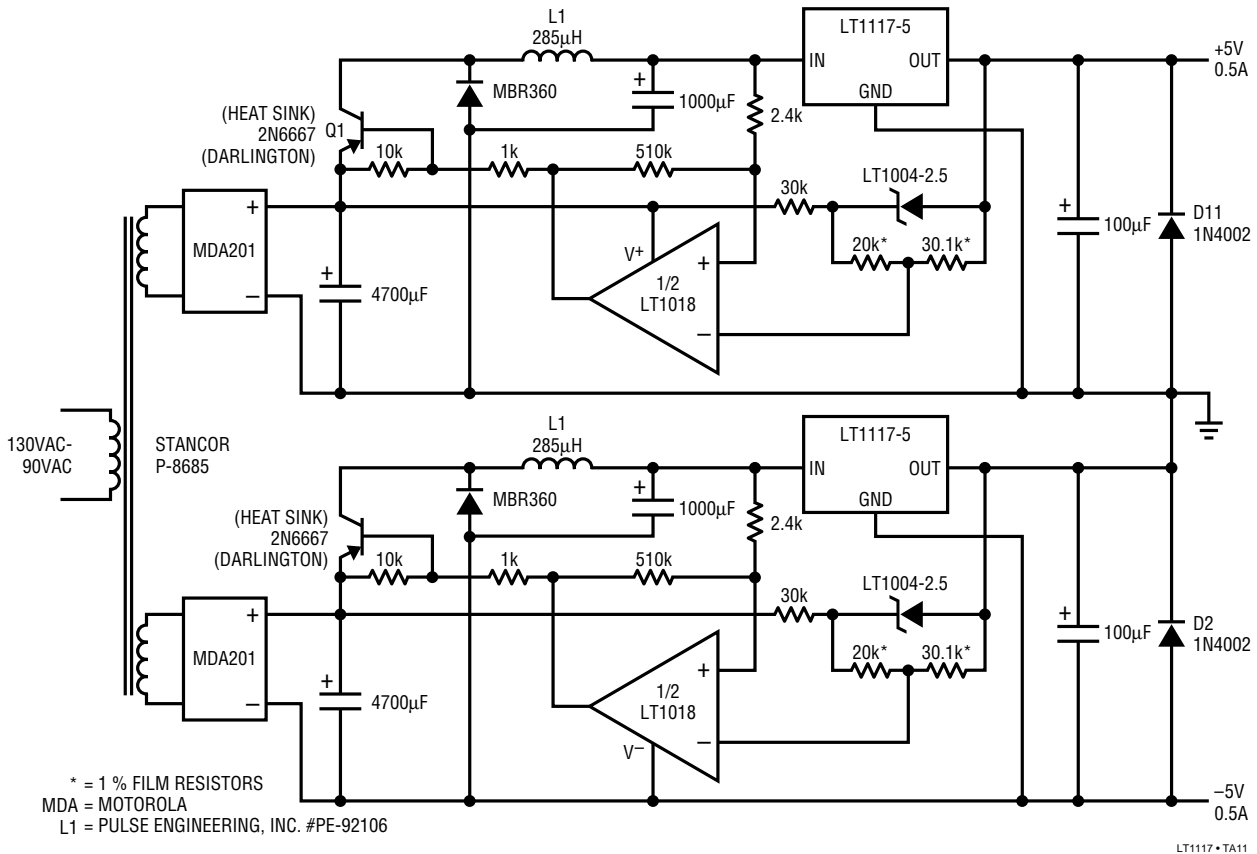 L1
285µH
LT1117-5
IN
OUT
GND
+5V
0.5A
MBR360
+
1000µF
2.4k
(HEAT SINK)
2N6667
(DARLINGTON)
Q1
10k
1k
510k
LT1004-2.5
30k
20k*
30.1k*
+
100µF
D11
1N4002
MDA201
+
–
+
4700µF
V+
+
1/2
LT1018
–
130VAC-
90VAC
STANCOR
P-8685
L1
285µH
LT1117-5
IN
OUT
GND
MBR360
+
1000µF
2.4k
(HEAT SINK)
2N6667
(DARLINGTON)
10k
1k
510k
LT1004-2.5
30k
20k*
30.1k*
+
100µF
D2
1N4002
MDA201
+
–
+
4700µF
+
1/2
LT1018
–
V–
–5V
0.5A
* = 1 % FILM RESISTORS
MDA = MOTOROLA
L1 = PULSE ENGINEERING, INC. #PE-92106
LT1117 • TA11